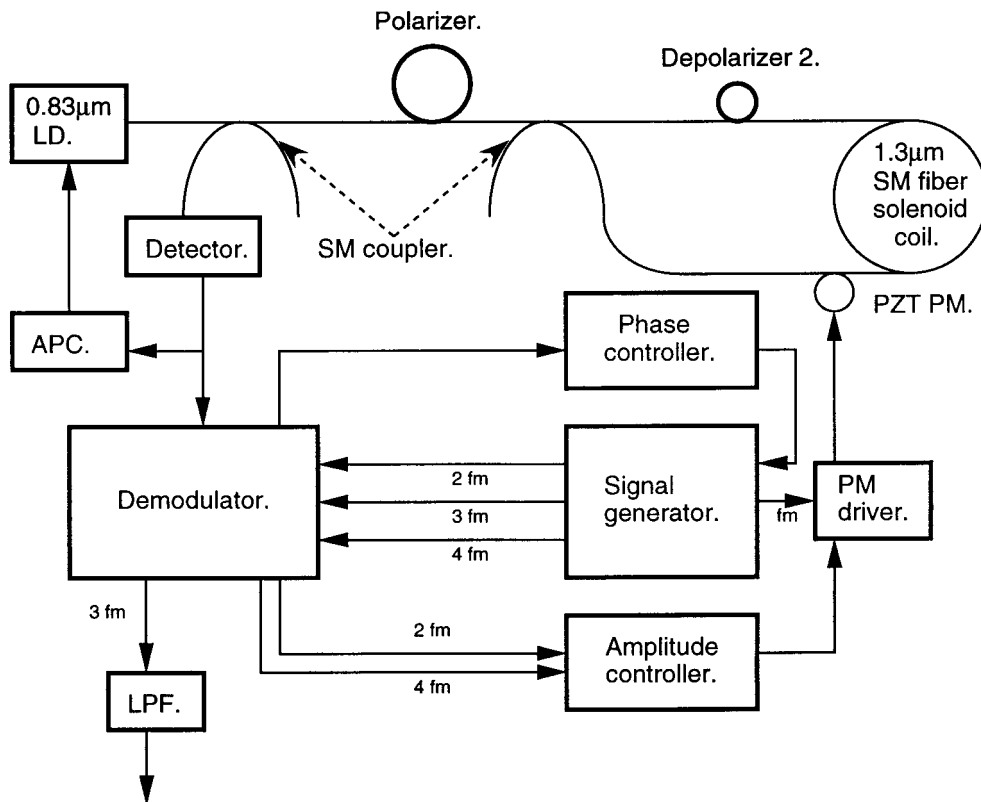 Polarizer.
Depolarizer 2.
0.83μm
LD.
1.3μm
SM fiber
solenoid
coil.
Detector.
SM coupler.
PZT PM.
APC.
Phase
controller.
Demodulator.
2 fm
3 fm
4 fm
Signal
generator.
fm
PM
driver.
3 fm
2 fm
4 fm
Amplitude
controller.
LPF.